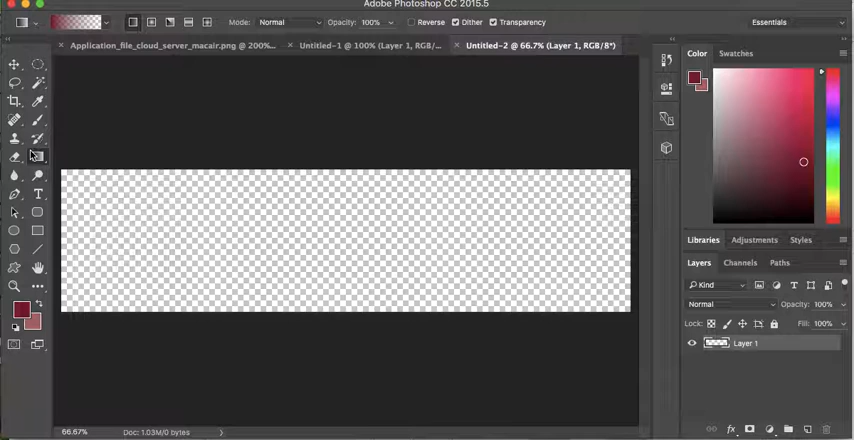 Adobe Photoshop CC 2015.5
Mode: Normal Opacity: 100% Reverse Dither Transparency Essentials
Application_file_cloud_server_macair.png @ 200%... Untitled-1 @ 100% (Layer 1, RGB/... Untitled-2 @ 66.7% (Layer 1, RGB/8*)
Color Swatches
Libraries Adjustments Styles
Layers Channels Paths
Kind
Normal Opacity: 100%
Lock: Fill: 100%
Layer 1
66.67% Doc: 1.03M/0 bytes
fx